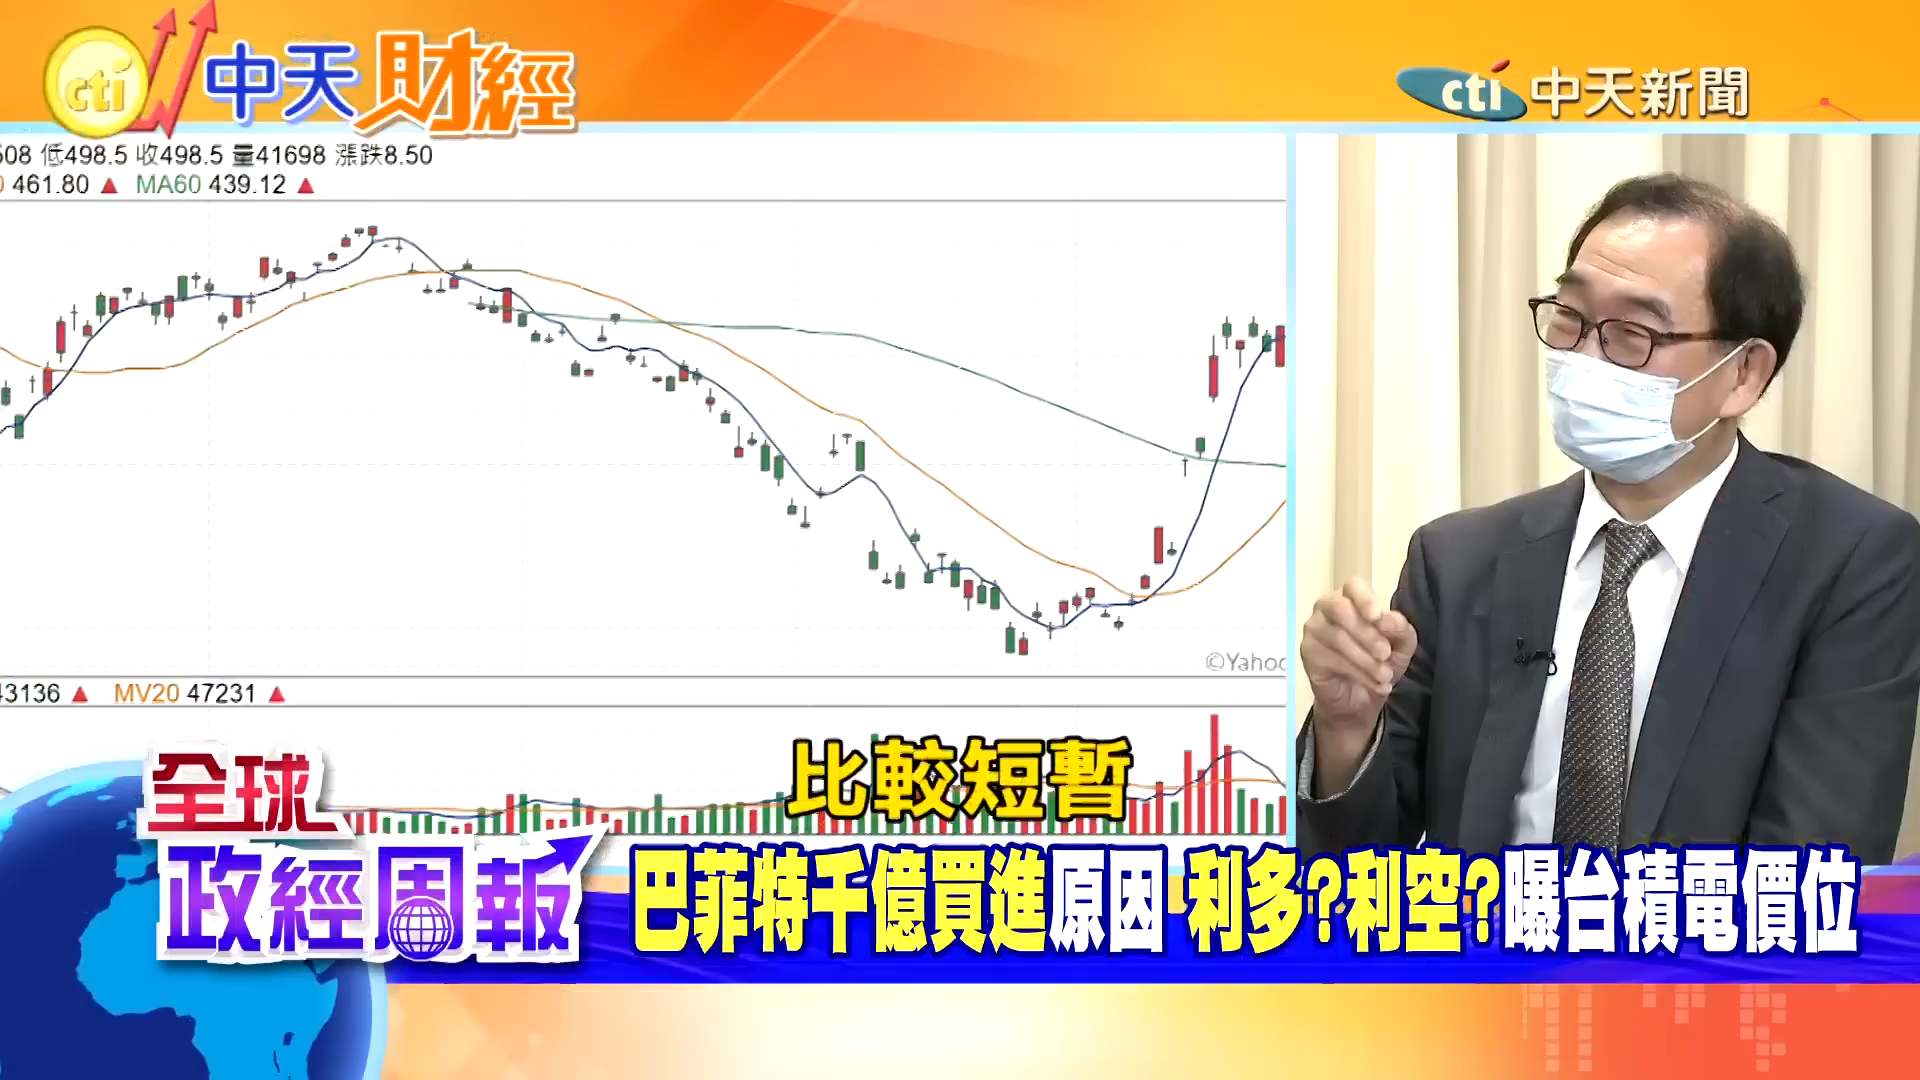 cti 中天財經
cti 中天新聞
508 低498.5 收498.5 量41698 漲跌8.50
0 461.80 ▲ MA60 439.12 ▲
©Yahoo
43136 ▲ MV20 47231 ▲
比較短暫
全球
政經周報
巴菲特千億買進原因 利多?利空?曝台積電價位